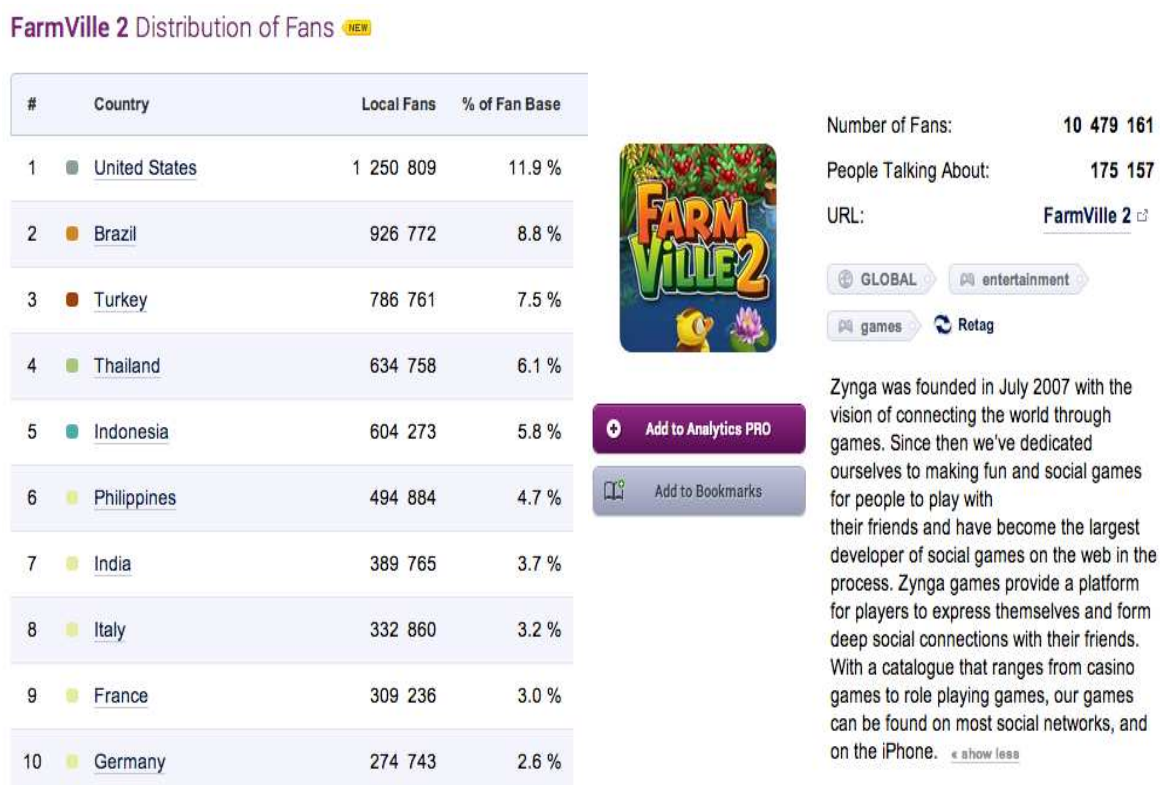 FarmVille 2 Distribution of Fans NEW
# Country Local Fans % of Fan Base
1 United States 1 250 809 11.9 %
2 Brazil 926 772 8.8 %
3 Turkey 786 761 7.5 %
4 Thailand 634 758 6.1 %
5 Indonesia 604 273 5.8 %
6 Philippines 494 884 4.7 %
7 India 389 765 3.7 %
8 Italy 332 860 3.2 %
9 France 309 236 3.0 %
10 Germany 274 743 2.6 %
FARM
VILLE 2
Add to Analytics PRO
Add to Bookmarks
Number of Fans: 10 479 161
People Talking About: 175 157
URL: FarmVille 2
GLOBAL entertainment
games Retag
Zynga was founded in July 2007 with the
vision of connecting the world through
games. Since then we've dedicated
ourselves to making fun and social games
for people to play with
their friends and have become the largest
developer of social games on the web in the
process. Zynga games provide a platform
for players to express themselves and form
deep social connections with their friends.
With a catalogue that ranges from casino
games to role playing games, our games
can be found on most social networks, and
on the iPhone. « show less